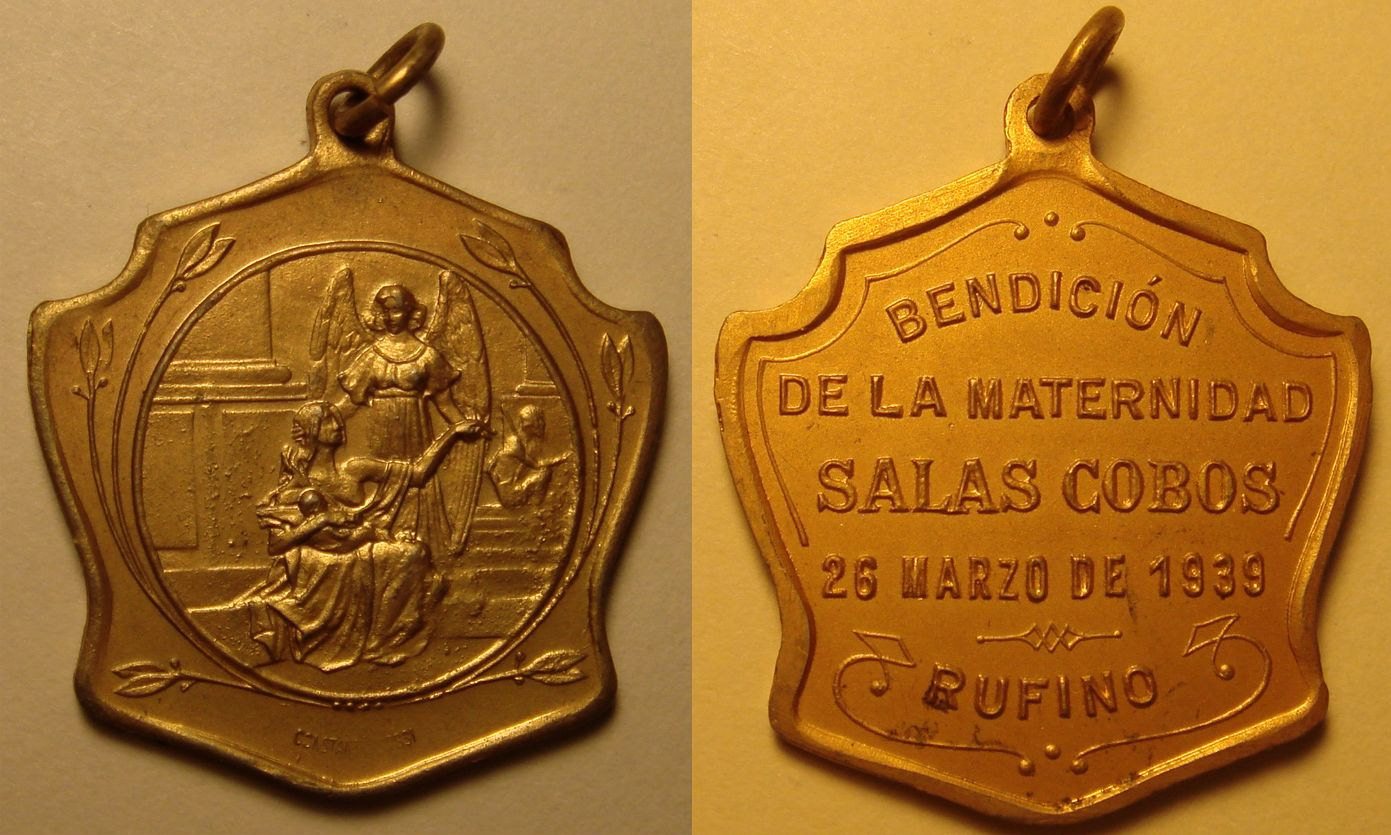 BENDICIÓN
DE LA MATERNIDAD
SALAS COBOS
26 MARZO DE 1939
RUFINO